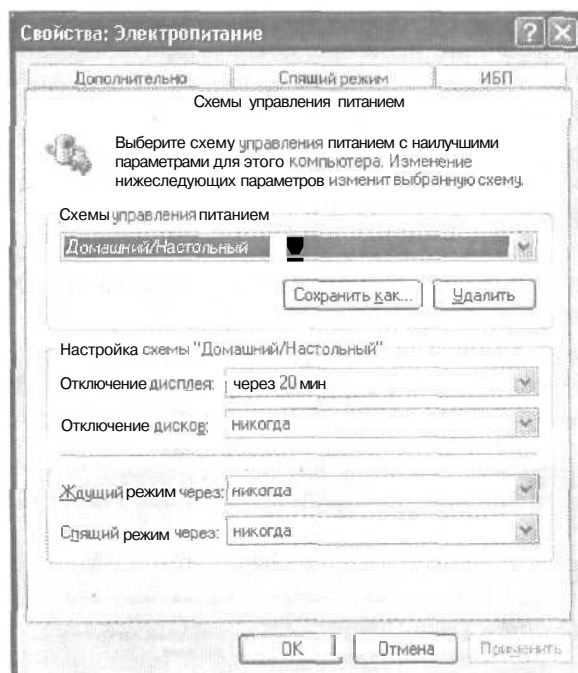 Свойства: Электропитание
Дополнительно
Спящий режим
ИБП
Схемы управления питанием
Выберите схему управления питанием с наилучшими
параметрами для этого компьютера. Изменение
нижеследующих параметров изменит выбранную схему.
Схемы управления питанием
Домашний/Настольный
Сохранить как...
Удалить
Настройка схемы "Домашний/Настольный"
Отключение дисплея: через 20 мин
Отключение дисков: никогда
Ждущий режим через: никогда
Спящий режим через: никогда
OK
Отмена
Применить